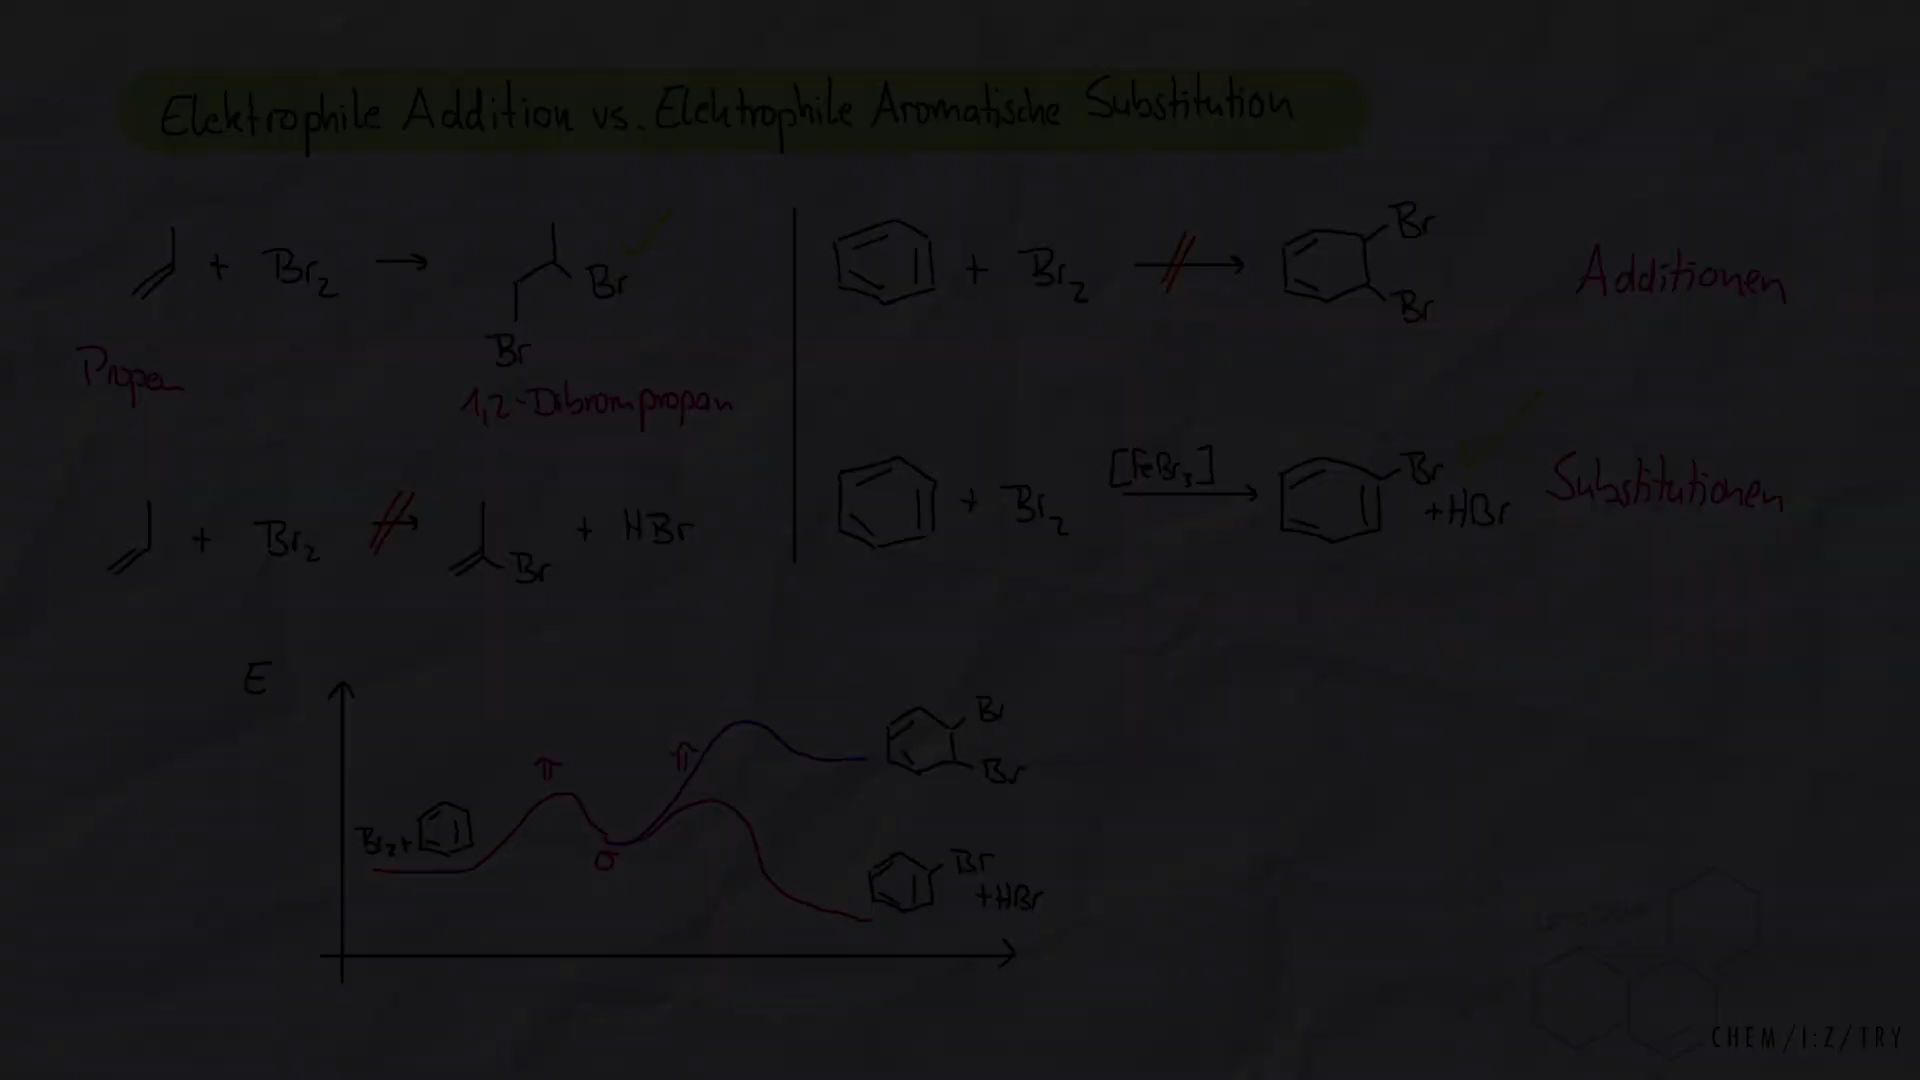 Elektrophile Addition vs. Elektrophile Aromatische Substitution
+ Br₂ → Br Br
+ Br₂ → Br Br
Additionen
Propen
1,2-Dibrompropan
+ Br₂ → Br + HBr
+ Br₂ [FeBr₃] → Br +HBr
Substitutionen
E
Br
Br
π
π
Br₂+
σ
Br
+HBr
CHEM/I:Z/TRY